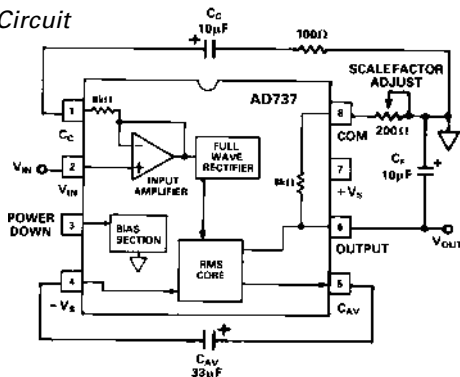 Circuit
CC
10µF
+
100Ω
SCALE FACTOR
ADJUST
200Ω
AD737
1
CC
8kΩ
8
COM
VIN
2
VIN
INPUT
AMPLIFIER
FULL
WAVE
RECTIFIER
8kΩ
7
+VS
CF
10µF
+
POWER
DOWN
3
BIAS
SECTION
6
OUTPUT
VOUT
RMS
CORE
4
-VS
5
CAV
+
CAV
33µF